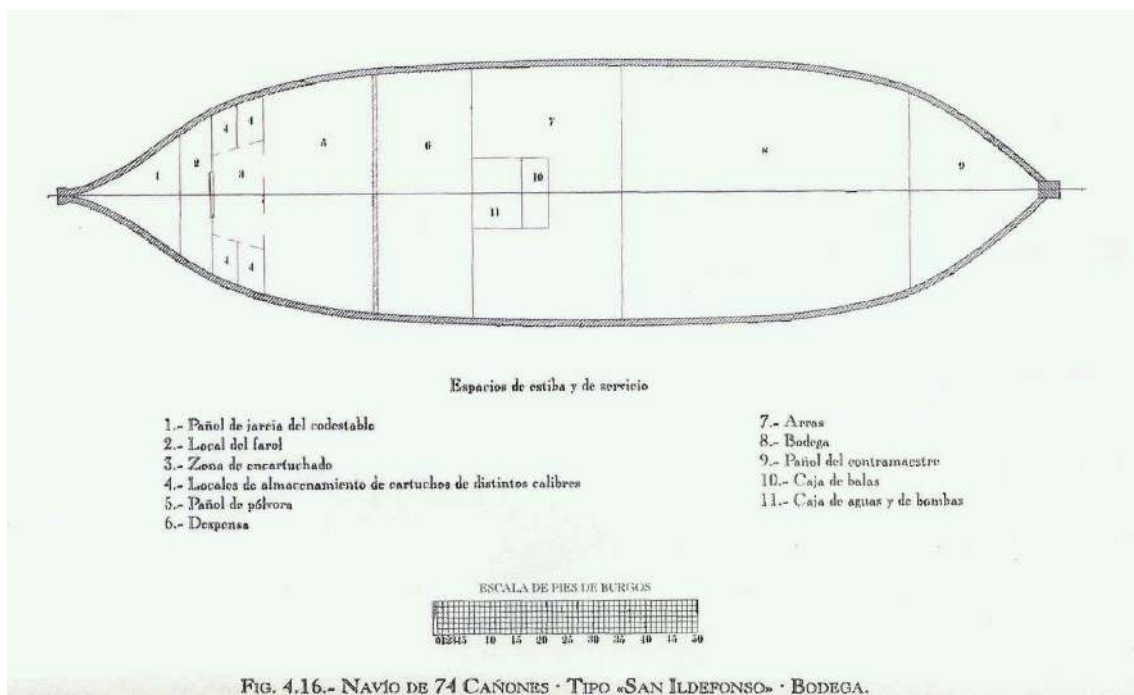 4 4
1 2 3 5 6 7 8 9
10
11
4 4
Espacios de estiba y de servicio
1.- Pañol de jarcia del codestable
2.- Local del farol
3.- Zona de encartuchado
4.- Locales de almacenamiento de cartuchos de distintos calibres
5.- Pañol de pólvora
6.- Despensa
7.- Arras
8.- Bodega
9.- Pañol del contramaestre
10.- Caja de balas
11.- Caja de aguas y de bombas
ESCALA DE PIES DE BURGOS
012345 10 15 20 25 30 35 40 45 50
FIG. 4.16.- NAVÍO DE 74 CAÑONES · TIPO «SAN ILDEFONSO» · BODEGA.